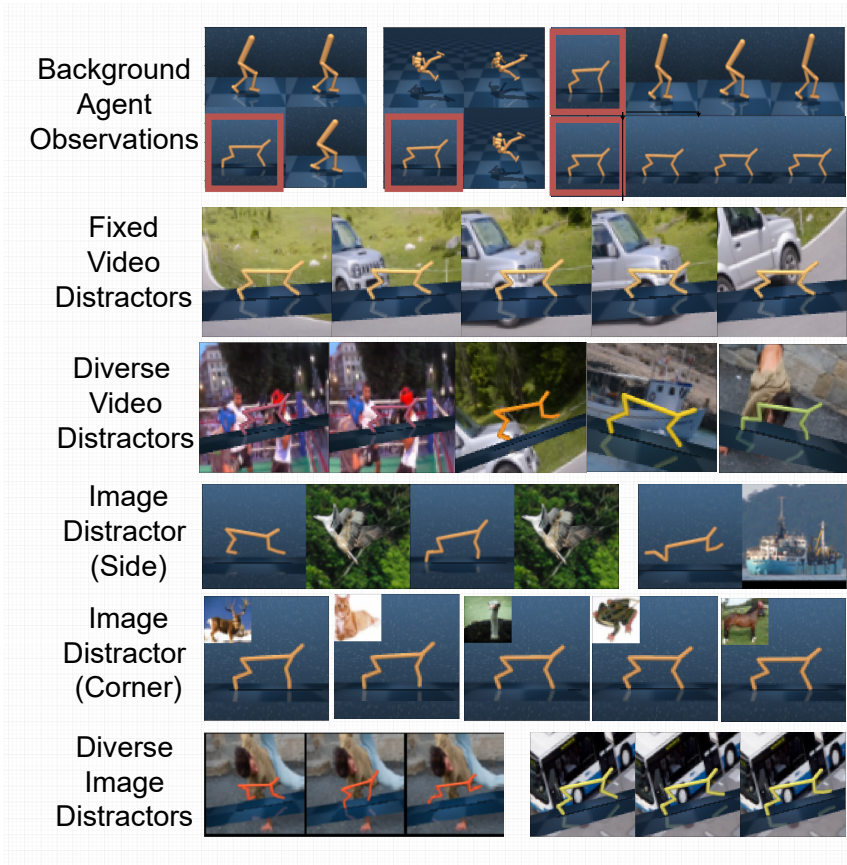 Background
Agent
Observations
Fixed
Video
Distractors
Diverse
Video
Distractors
Image
Distractor
(Side)
Image
Distractor
(Corner)
Diverse
Image
Distractors